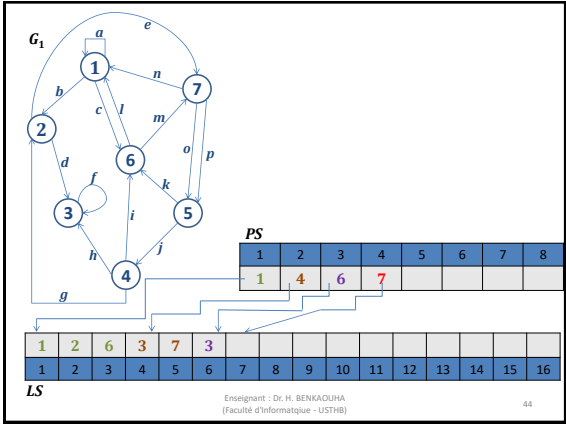 e
G₁
a
1
n
7
b
c
l
m
2
6
o
p
d
f
k
3
i
5
h
j
4
g
PS
1 2 3 4 5 6 7 8
1 4 6 7
1 2 6 3 7 3
1 2 3 4 5 6 7 8 9 10 11 12 13 14 15 16
LS
Enseignant : Dr. H. BENKAOUHA
(Faculté d'Informatqiue - USTHB)
44